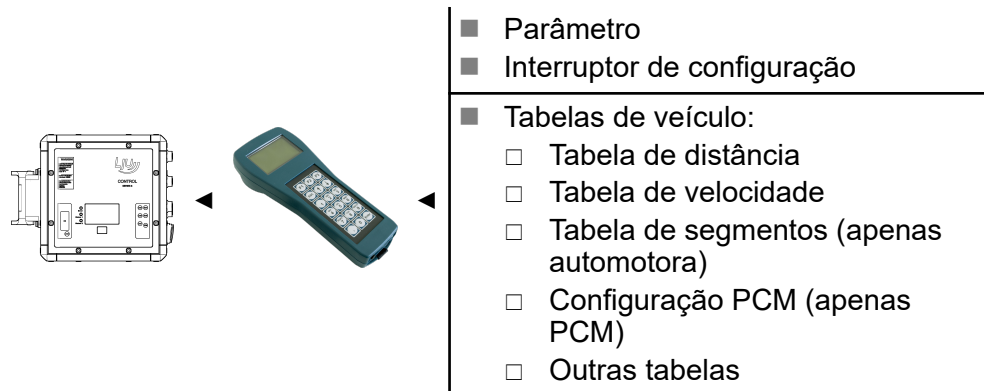 Parâmetro
Interruptor de configuração
Tabelas de veículo:
Tabela de distância
Tabela de velocidade
Tabela de segmentos (apenas
automotora)
Configuração PCM (apenas
PCM)
Outras tabelas
CONTROL